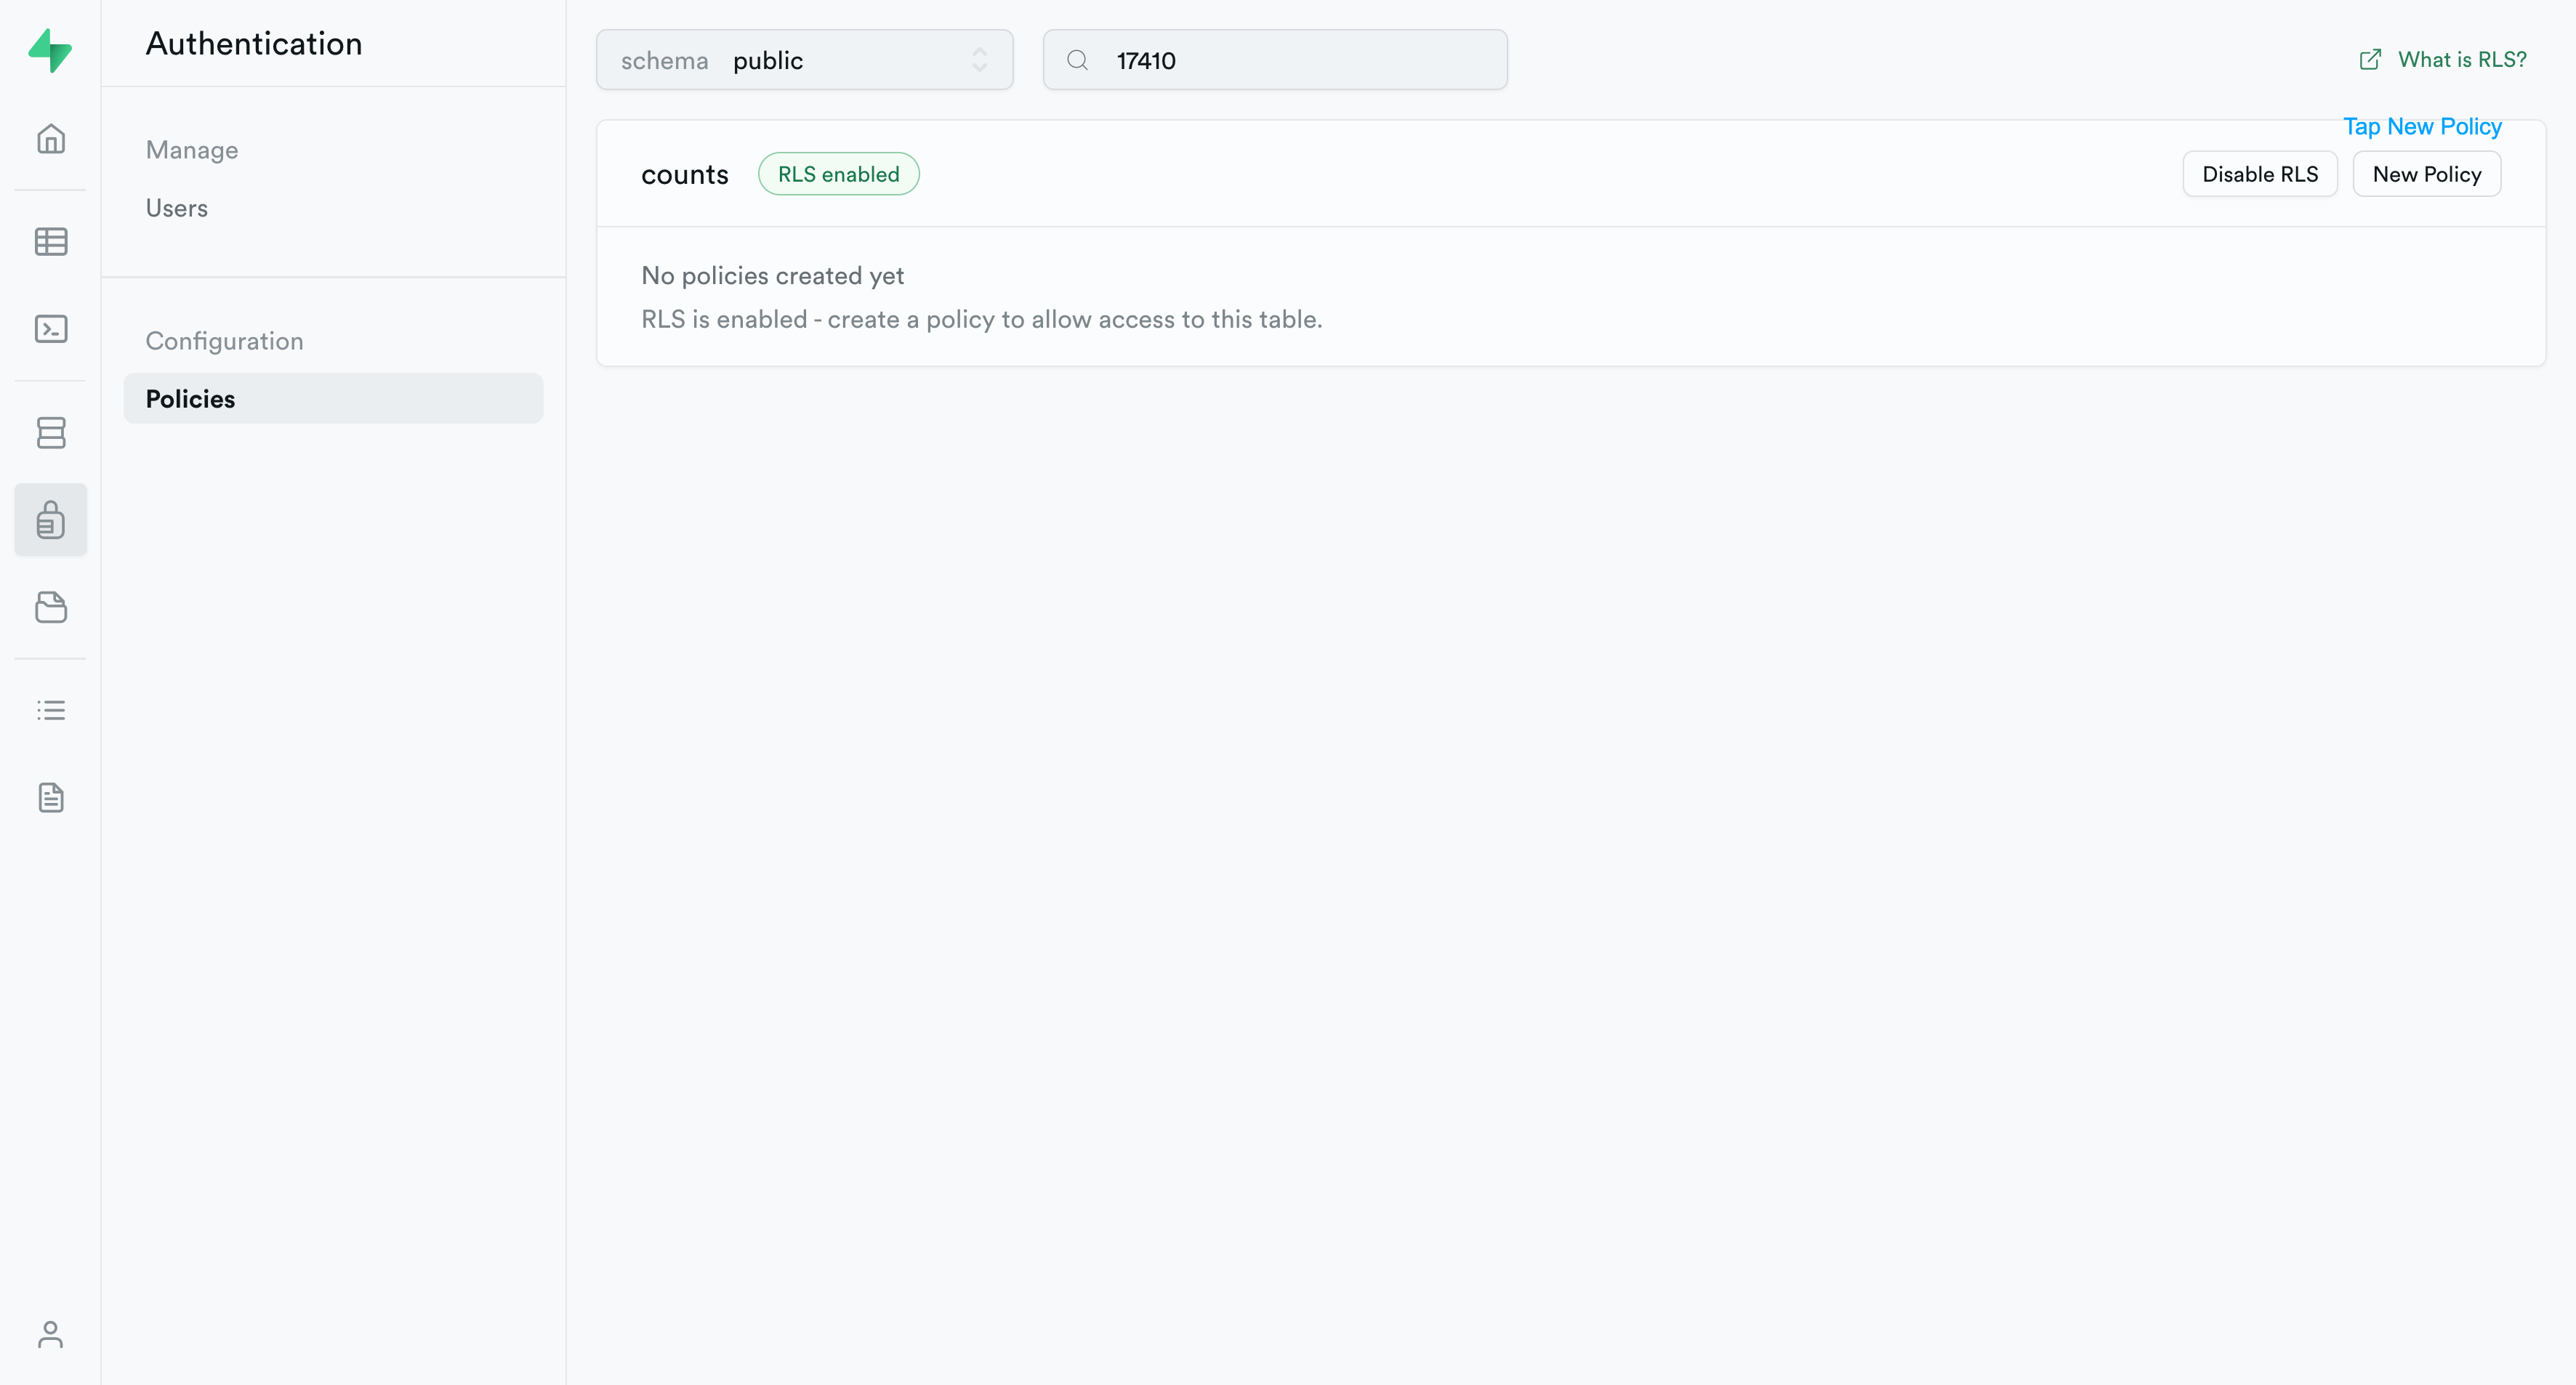 Authentication
Manage
Users
Configuration
Policies
schema public
17410
What is RLS?
Tap New Policy
counts
RLS enabled
Disable RLS
New Policy
No policies created yet
RLS is enabled - create a policy to allow access to this table.